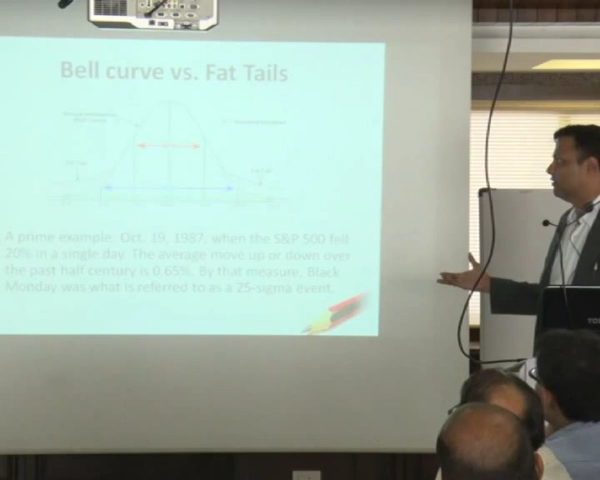 Bell curve vs. Fat Tails
Fat Tail
A prime example: Oct. 19, 1987, when the S&P 500 fell
20% in a single day. The average move up or down over
the past half century is 0.65%. By that measure, Black
Monday was what is referred to as a 25-sigma event.